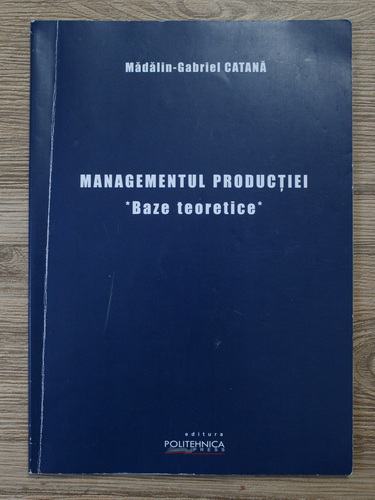 Mădălin-Gabriel CATANĂ
MANAGEMENTUL PRODUCȚIEI
*Baze teoretice*
editura
POLITEHNICA
PRESS